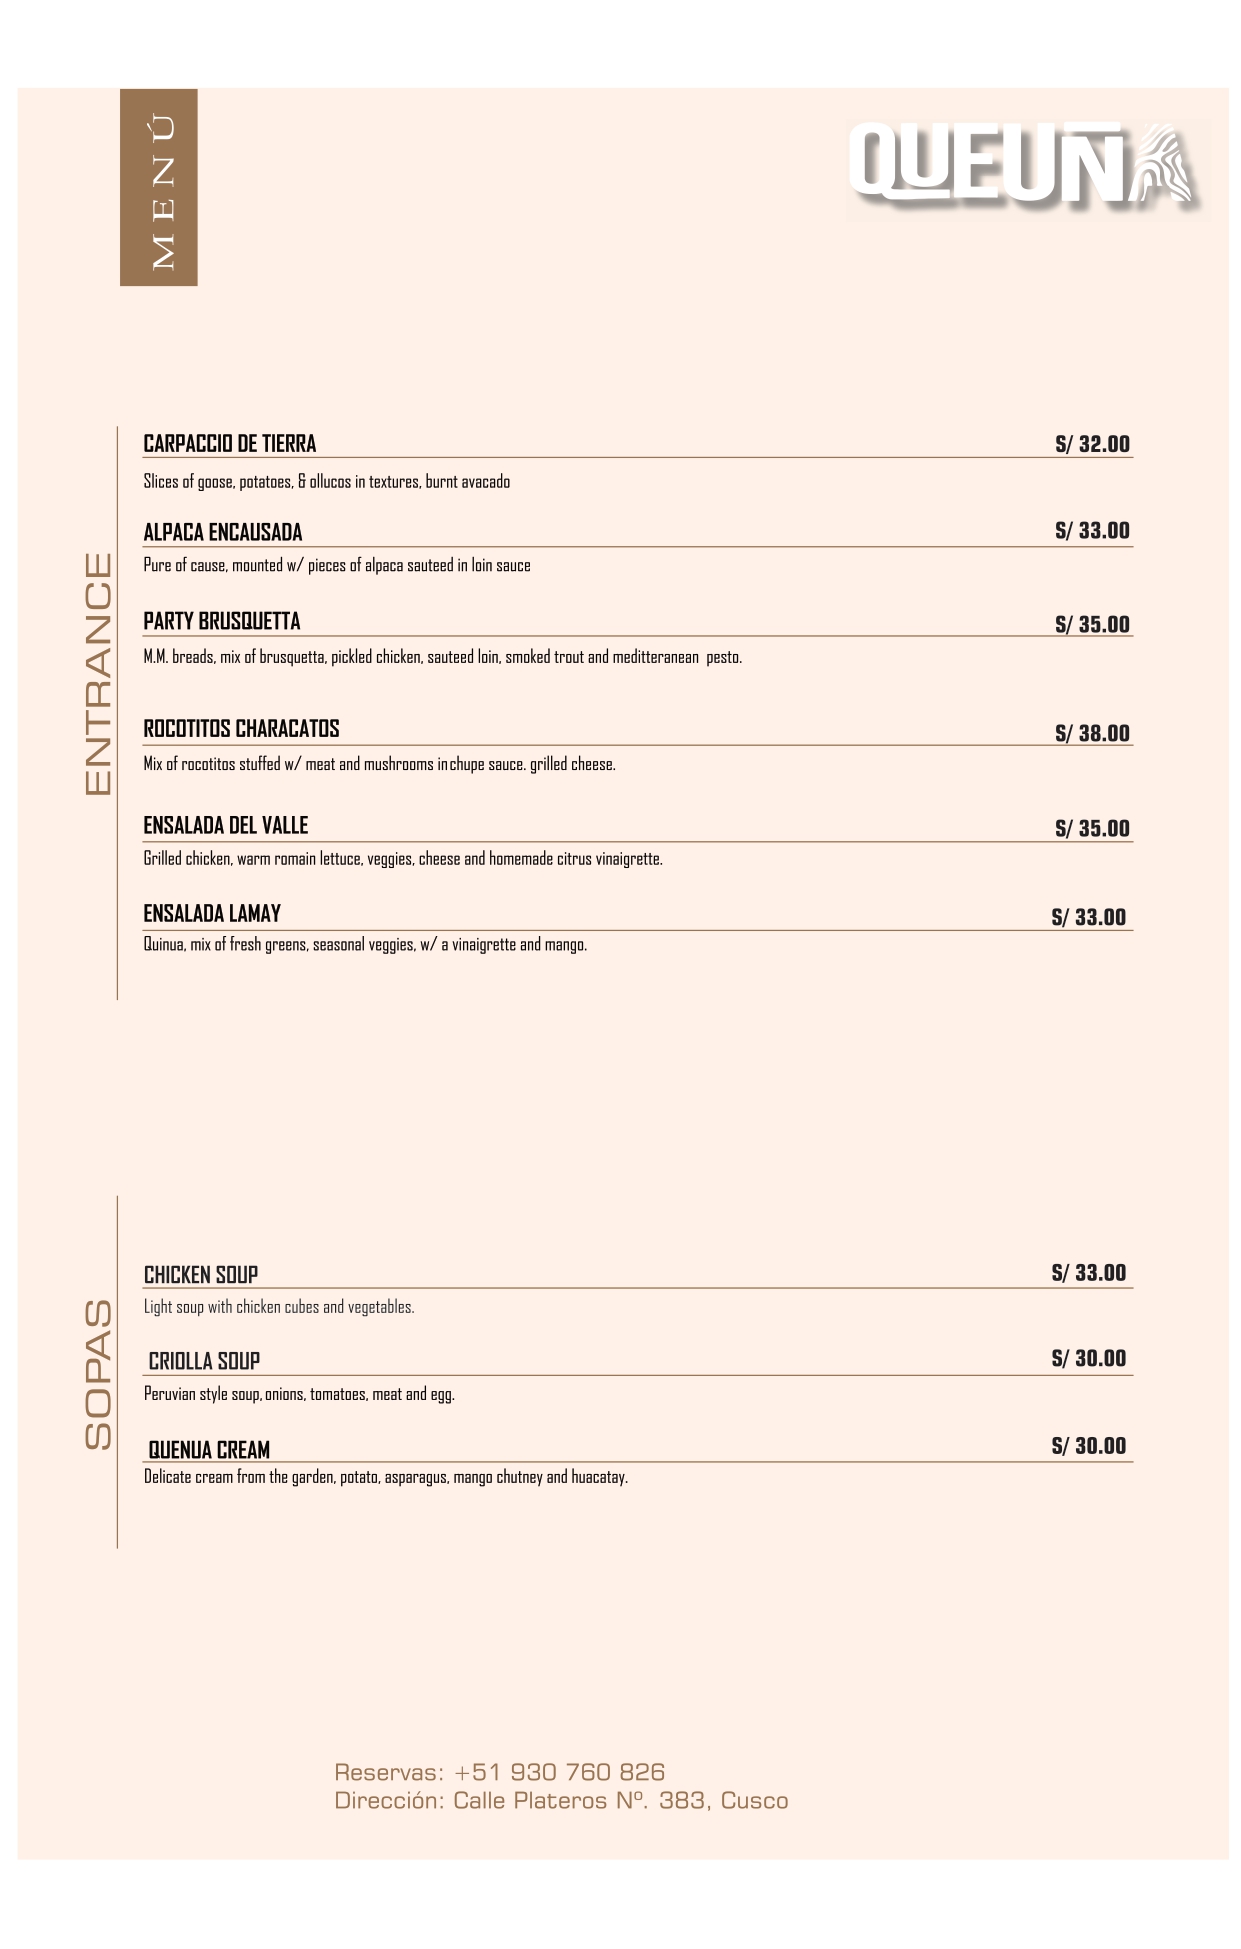 MENÚ
QUEUÑA
ENTRANCE
CARPACCIO DE TIERRA S/ 32.00
Slices of goose, potatoes, & ollucos in textures, burnt avacado
ALPACA ENCAUSADA S/ 33.00
Pure of cause, mounted w/ pieces of alpaca sauteed in loin sauce
PARTY BRUSQUETTA S/ 35.00
M.M. breads, mix of brusquetta, pickled chicken, sauteed loin, smoked trout and meditteranean pesto.
ROCOTITOS CHARACATOS S/ 38.00
Mix of rocotitos stuffed w/ meat and mushrooms in chupe sauce. grilled cheese.
ENSALADA DEL VALLE S/ 35.00
Grilled chicken, warm romain lettuce, veggies, cheese and homemade citrus vinaigrette.
ENSALADA LAMAY S/ 33.00
Quinua, mix of fresh greens, seasonal veggies, w/ a vinaigrette and mango.
SOPAS
CHICKEN SOUP S/ 33.00
Light soup with chicken cubes and vegetables.
CRIOLLA SOUP S/ 30.00
Peruvian style soup, onions, tomatoes, meat and egg.
QUENUA CREAM S/ 30.00
Delicate cream from the garden, potato, asparagus, mango chutney and huacatay.
Reservas: +51 930 760 826
Dirección: Calle Plateros Nº. 383, Cusco